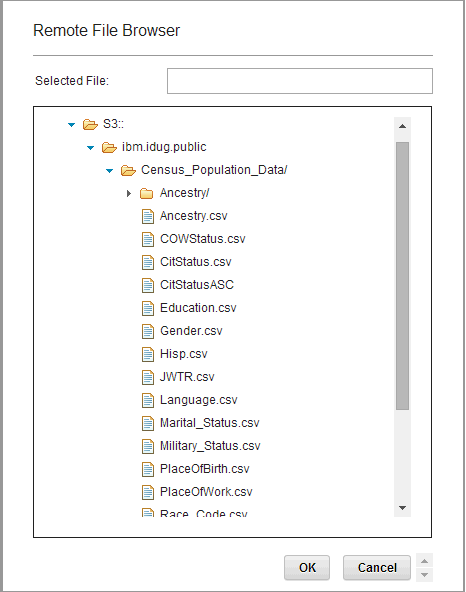 Remote File Browser
Selected File:
S3::
ibm.idug.public
Census_Population_Data/
Ancestry/
Ancestry.csv
COWStatus.csv
CitStatus.csv
CitStatusASC
Education.csv
Gender.csv
Hisp.csv
JWTR.csv
Language.csv
Marital_Status.csv
Military_Status.csv
PlaceOfBirth.csv
PlaceOfWork.csv
Race_Code.csv
OK Cancel